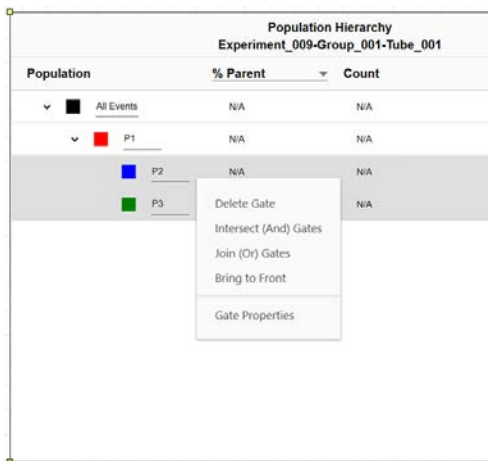 Population Hierarchy
Experiment_009-Group_001-Tube_001
Population % Parent Count
All Events N/A N/A
P1 N/A N/A
P2 N/A N/A
P3 N/A
Delete Gate
Intersect (And) Gates
Join (Or) Gates
Bring to Front
Gate Properties